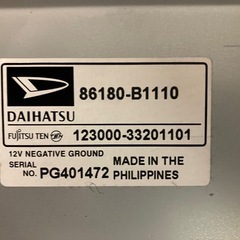 86180-B1110
DAIHATSU
FUJITSU TEN 123000-33201101
12V NEGATIVE GROUND
SERIAL NO. PG401472
MADE IN THE PHILIPPINES